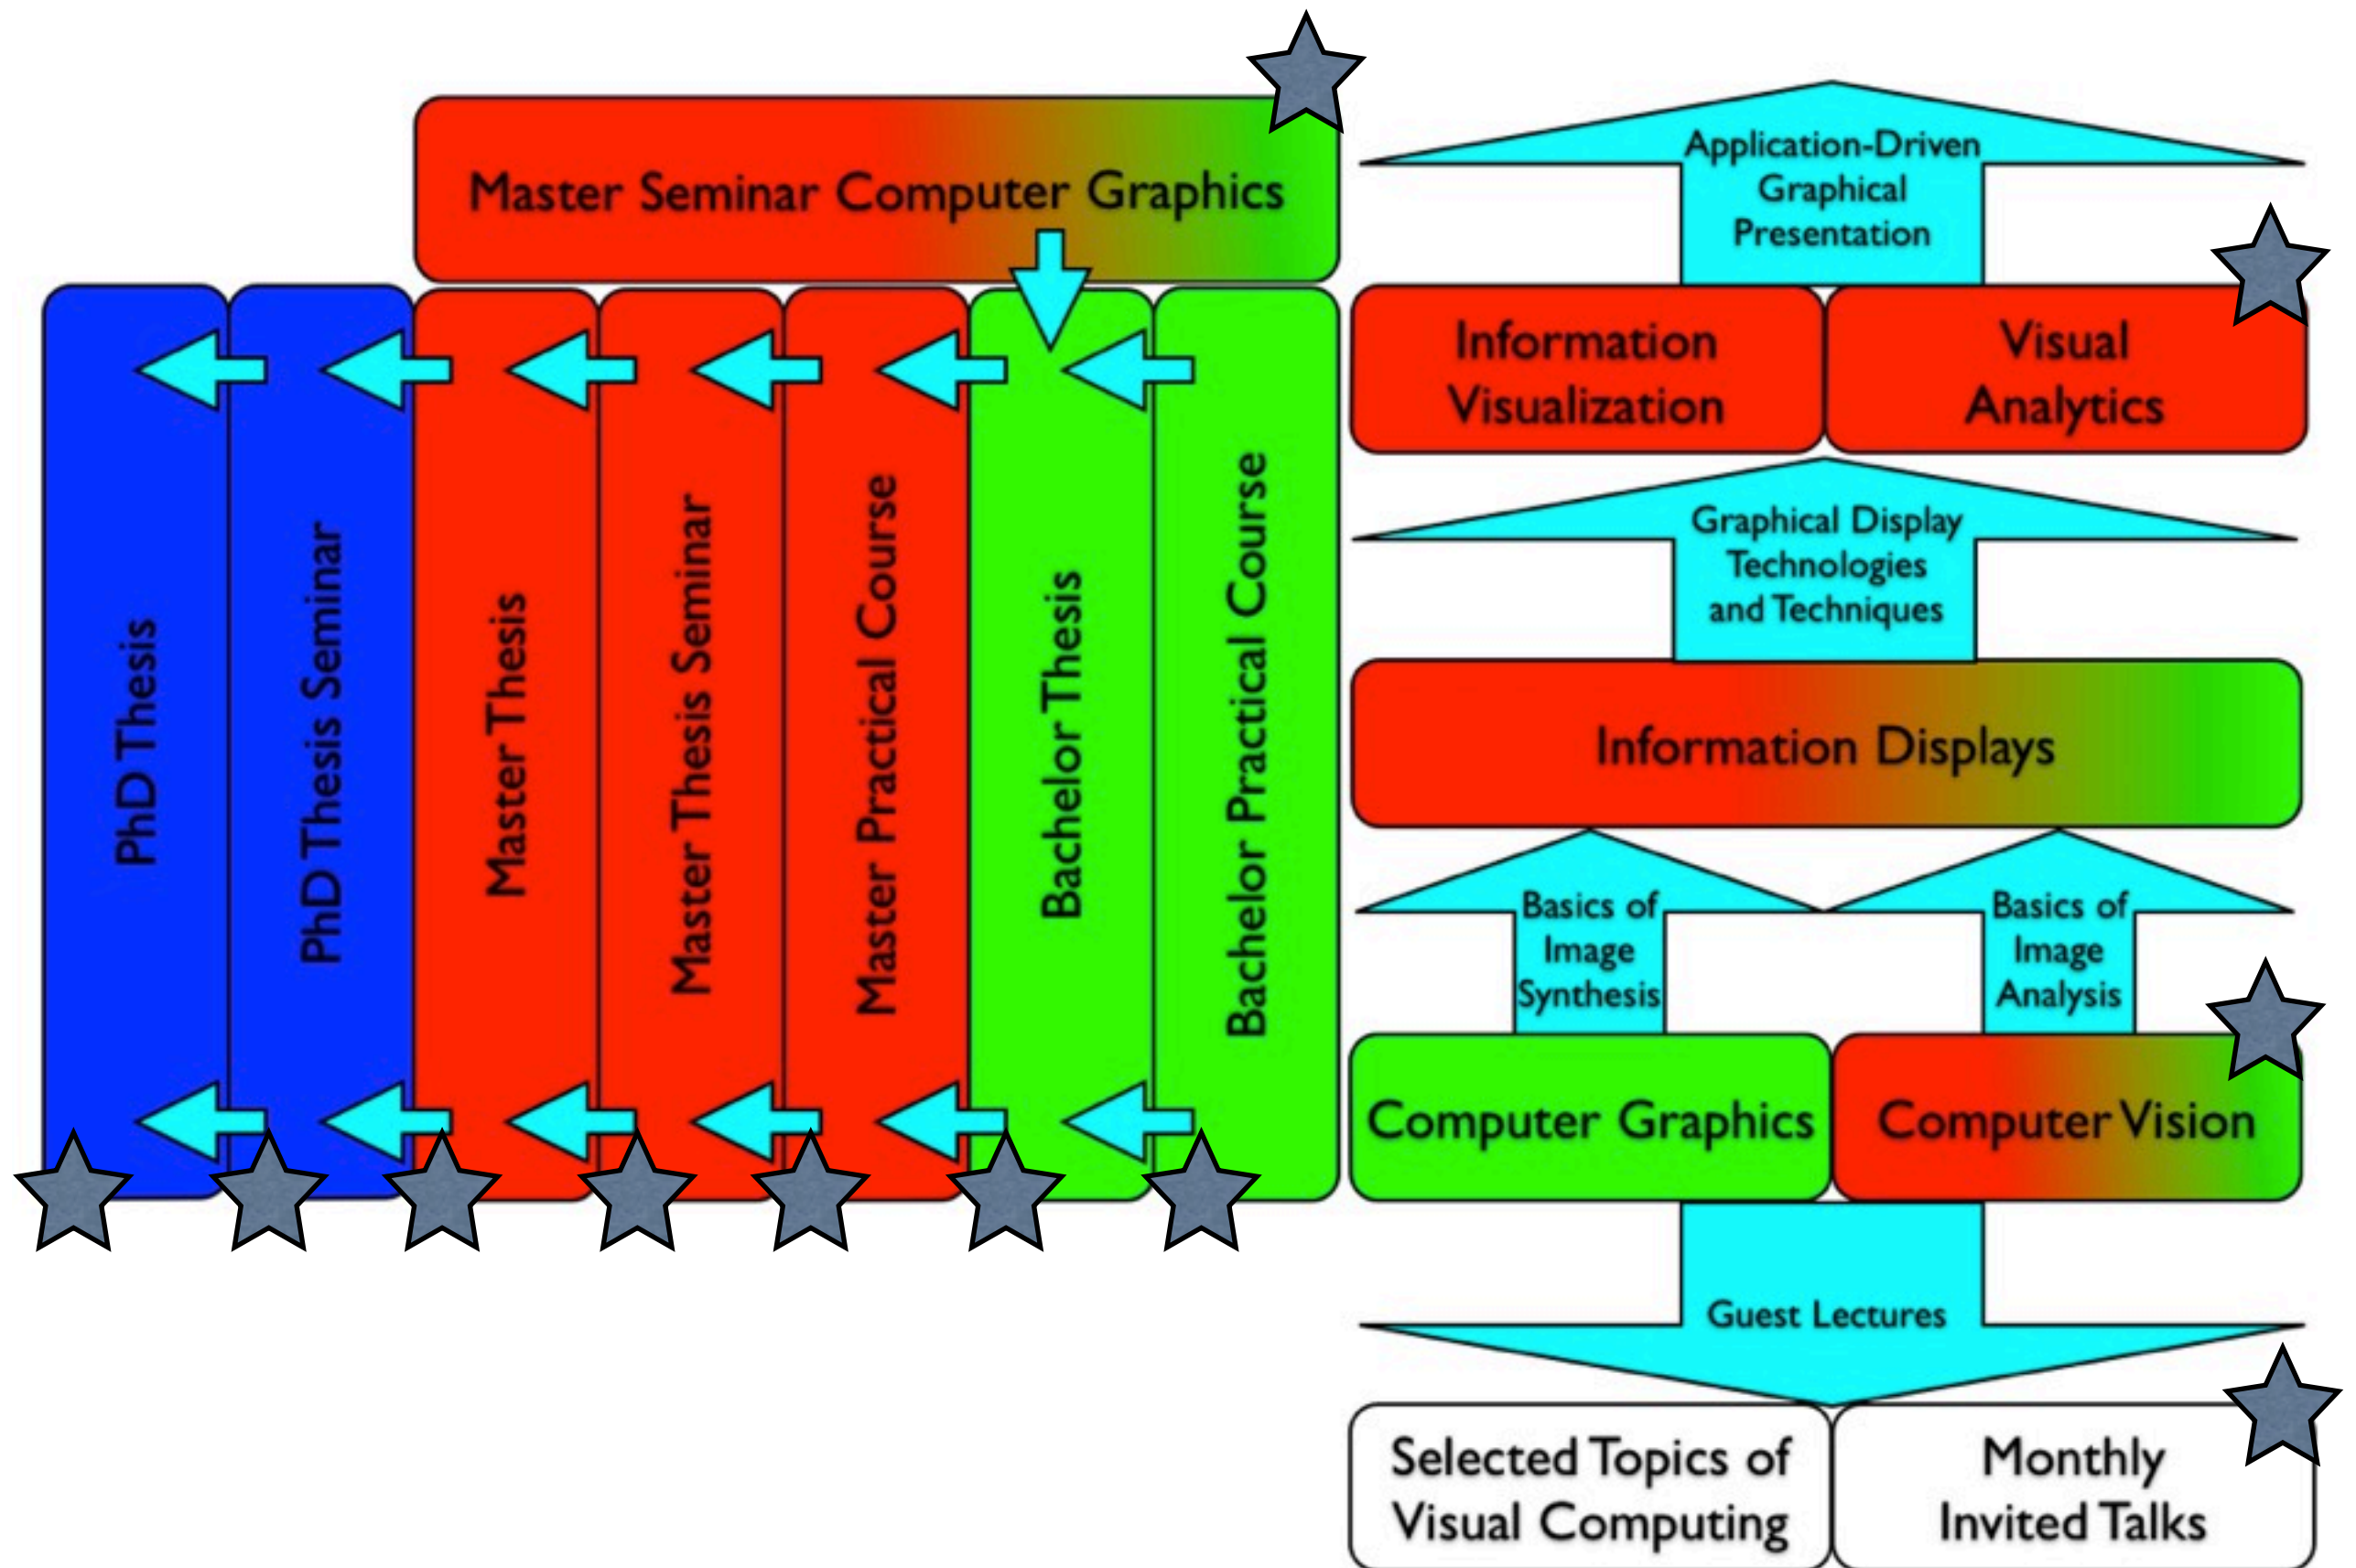 Master Seminar Computer Graphics
PhD Thesis
PhD Thesis Seminar
Master Thesis
Master Thesis Seminar
Master Practical Course
Bachelor Thesis
Bachelor Practical Course
Application-Driven
Graphical
Presentation
Information
Visualization
Visual
Analytics
Graphical Display
Technologies
and Techniques
Information Displays
Basics of
Image
Synthesis
Basics of
Image
Analysis
Computer Graphics
Computer Vision
Guest Lectures
Selected Topics of
Visual Computing
Monthly
Invited Talks